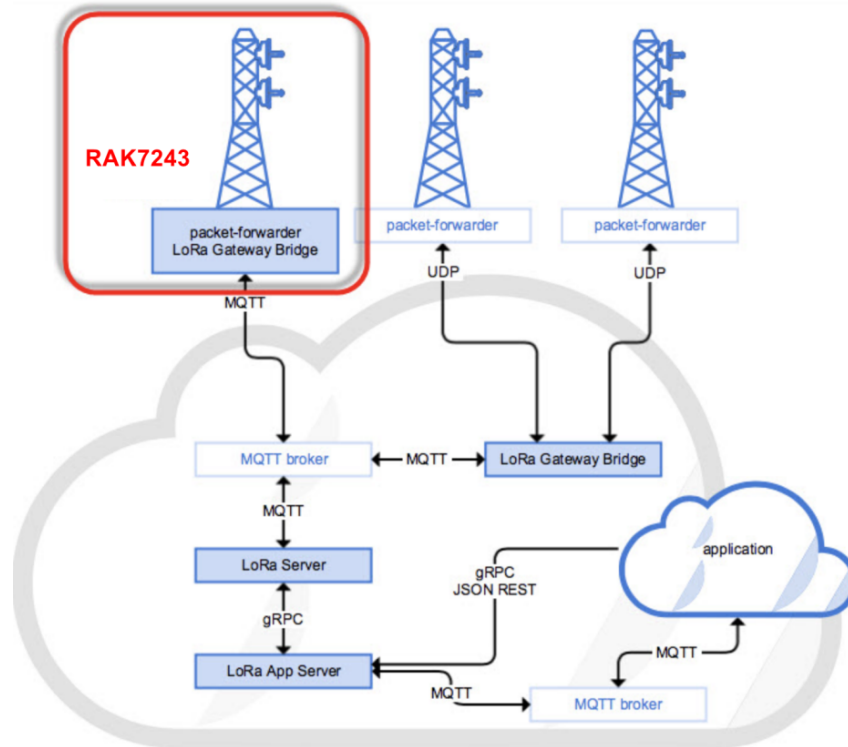 RAK7243
packet-forwarder
LoRa Gateway Bridge
packet-forwarder
packet-forwarder
MQTT
UDP
UDP
MQTT broker
MQTT
LoRa Gateway Bridge
MQTT
LoRa Server
application
gRPC
JSON REST
gRPC
LoRa App Server
MQTT
MQTT
MQTT broker